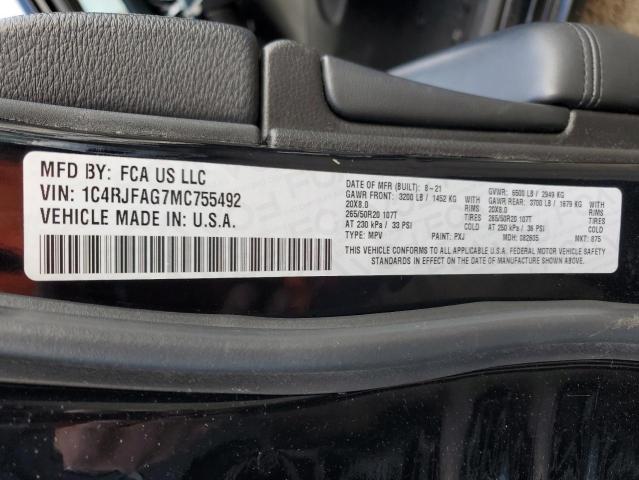 MFD BY: FCA US LLC
VIN: 1C4RJFAG7MC755492
VEHICLE MADE IN: U.S.A.
DATE OF MFR (BUILT): 8-21 GVWR: 6500 LB / 2949 KG
GAWR FRONT: 3200 LB / 1452 KG WITH GAWR REAR: 3700 LB / 1679 KG WITH
20X8.0 RIMS 20X8.0 RIMS
265/50R20 107T TIRES 265/50R20 107T TIRES
AT 230 kPa / 33 PSI COLD AT 250 kPa / 36 PSI COLD
TYPE: MPV PAINT: PXJ MDH: 082635 MKT: 875
THIS VEHICLE CONFORMS TO ALL APPLICABLE U.S.A. FEDERAL MOTOR VEHICLE SAFETY
STANDARDS IN EFFECT ON THE DATE OF MANUFACTURE SHOWN ABOVE.